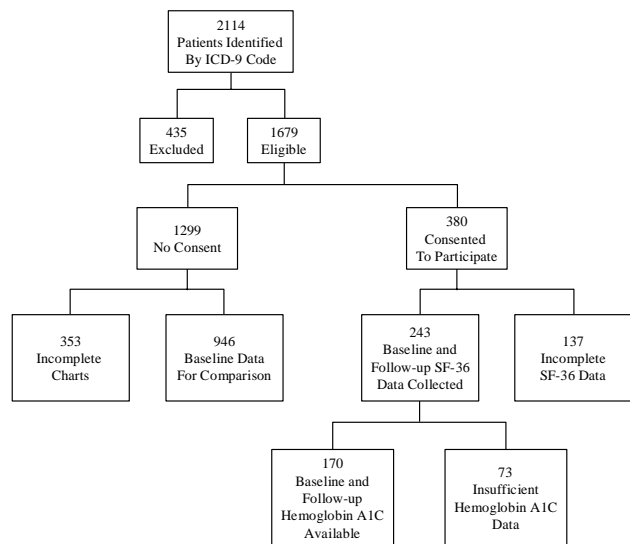 2114
Patients Identified
By ICD-9 Code
435
Excluded
1679
Eligible
1299
No Consent
380
Consented
To Participate
353
Incomplete
Charts
946
Baseline Data
For Comparison
243
Baseline and
Follow-up SF-36
Data Collected
137
Incomplete
SF-36 Data
170
Baseline and
Follow-up
Hemoglobin A1C
Available
73
Insufficient
Hemoglobin A1C
Data